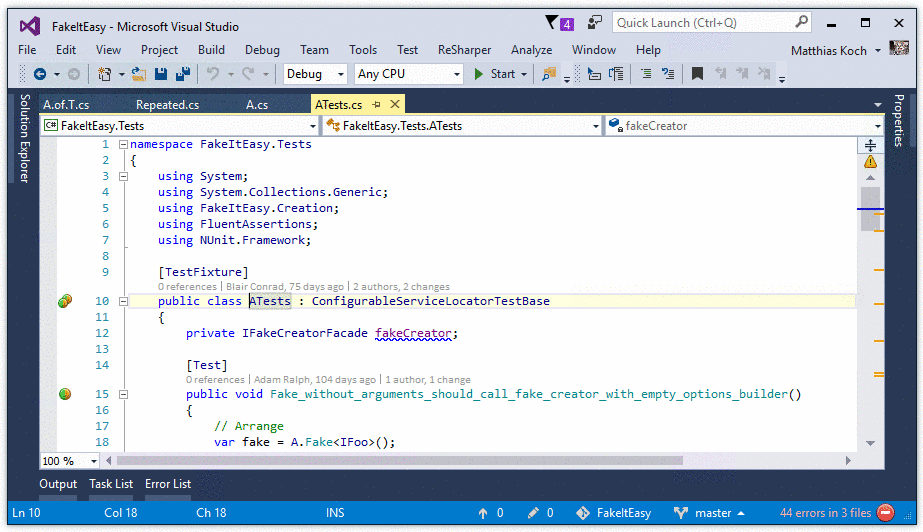 FakeItEasy - Microsoft Visual Studio
4
Quick Launch (Ctrl+Q)
File Edit View Project Build Debug Team Tools Test ReSharper Analyze Window Help Matthias Koch
Debug Any CPU Start
Solution Explorer
A.of.T.cs Repeated.cs A.cs ATests.cs
Properties
C# FakeItEasy.Tests FakeItEasy.Tests.ATests fakeCreator
1 namespace FakeItEasy.Tests
2 {
3 using System;
4 using System.Collections.Generic;
5 using FakeItEasy.Creation;
6 using FluentAssertions;
7 using NUnit.Framework;
8
9 [TestFixture]
0 references | Blair Conrad, 75 days ago | 2 authors, 2 changes
10 public class ATests : ConfigurableServiceLocatorTestBase
11 {
12 private IFakeCreatorFacade fakeCreator;
13
14 [Test]
0 references | Adam Ralph, 104 days ago | 1 author, 1 change
15 public void Fake_without_arguments_should_call_fake_creator_with_empty_options_builder()
16 {
17 // Arrange
18 var fake = A.Fake<IFoo>();
100 %
Output Task List Error List
Ln 10 Col 18 Ch 18 INS 0 0 FakeItEasy master 44 errors in 3 files